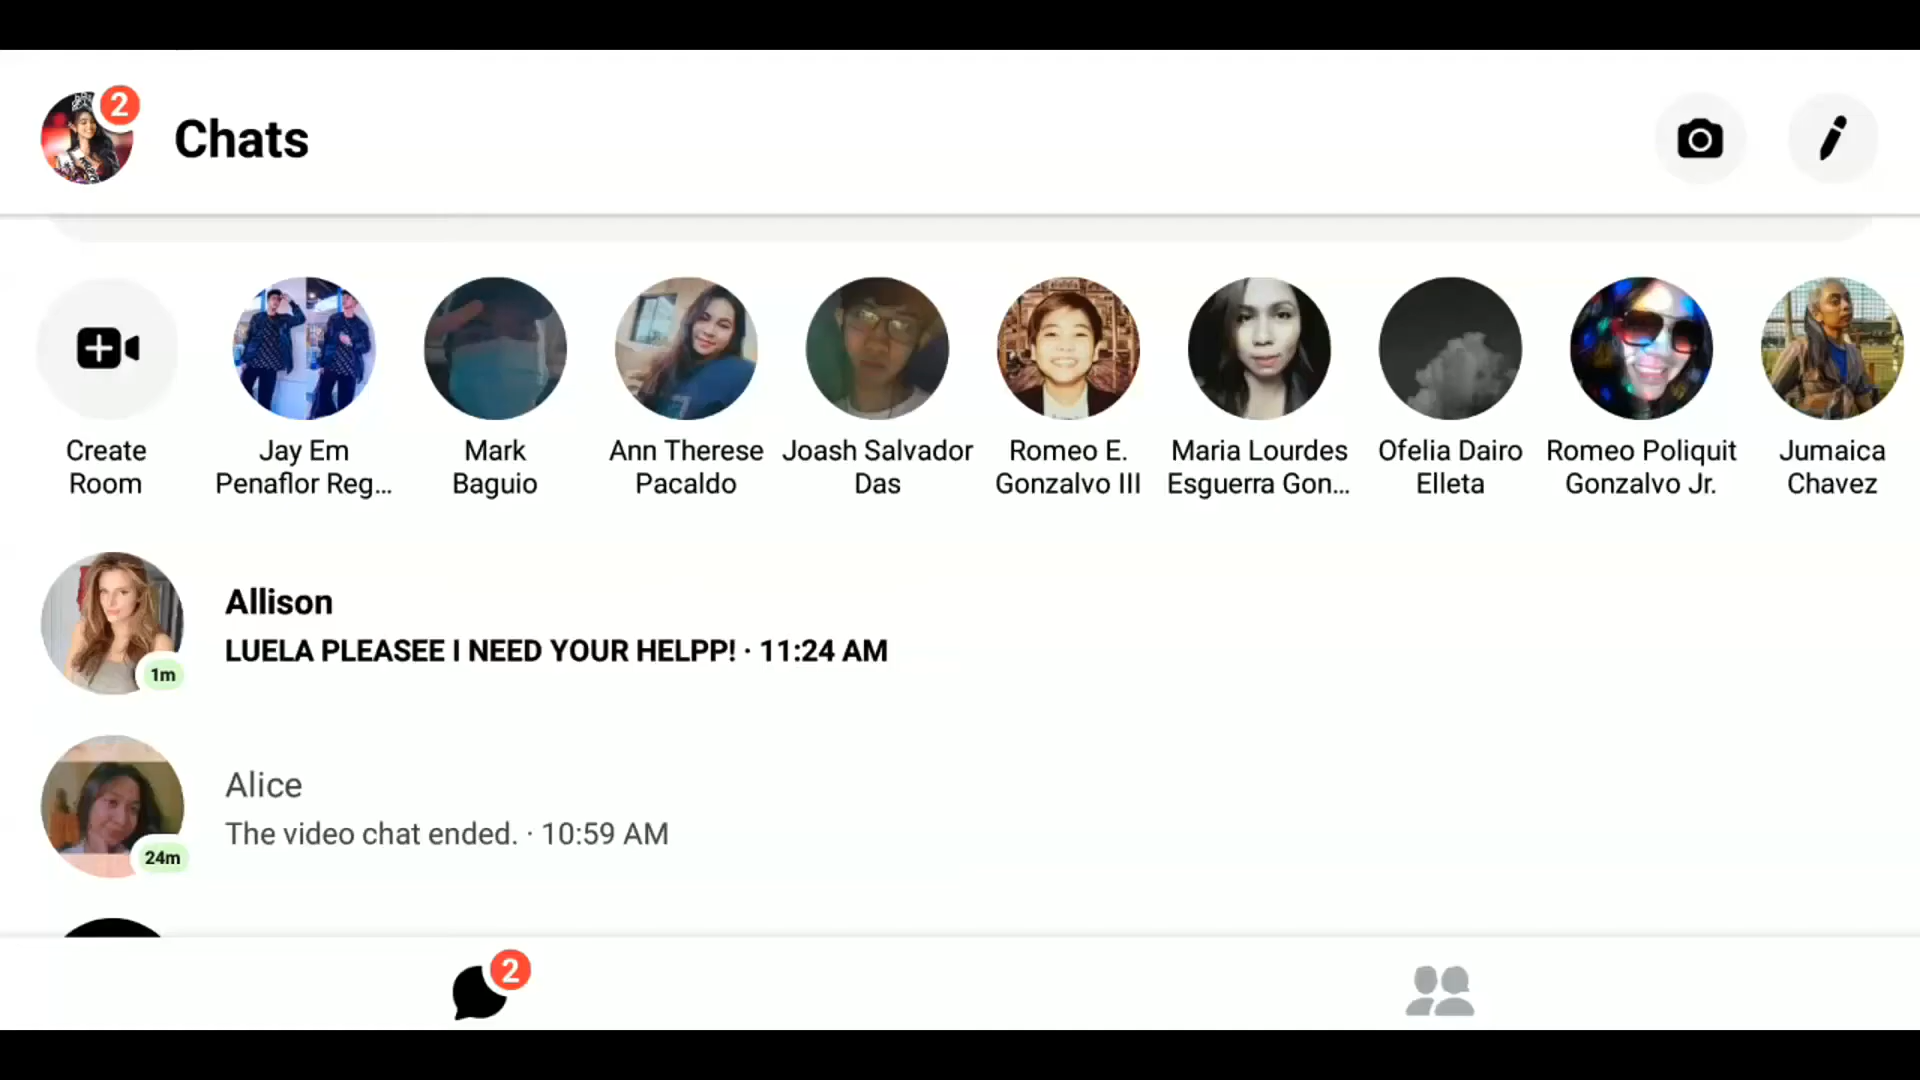 2
Chats
Create
Room
Jay Em
Penaflor Reg...
Mark
Baguio
Ann Therese
Pacaldo
Joash Salvador
Das
Romeo E.
Gonzalvo III
Maria Lourdes
Esguerra Gon...
Ofelia Dairo
Elleta
Romeo Poliquit
Gonzalvo Jr.
Jumaica
Chavez
Allison
LUELA PLEASEE I NEED YOUR HELPP! · 11:24 AM
1m
Alice
The video chat ended. · 10:59 AM
24m
2